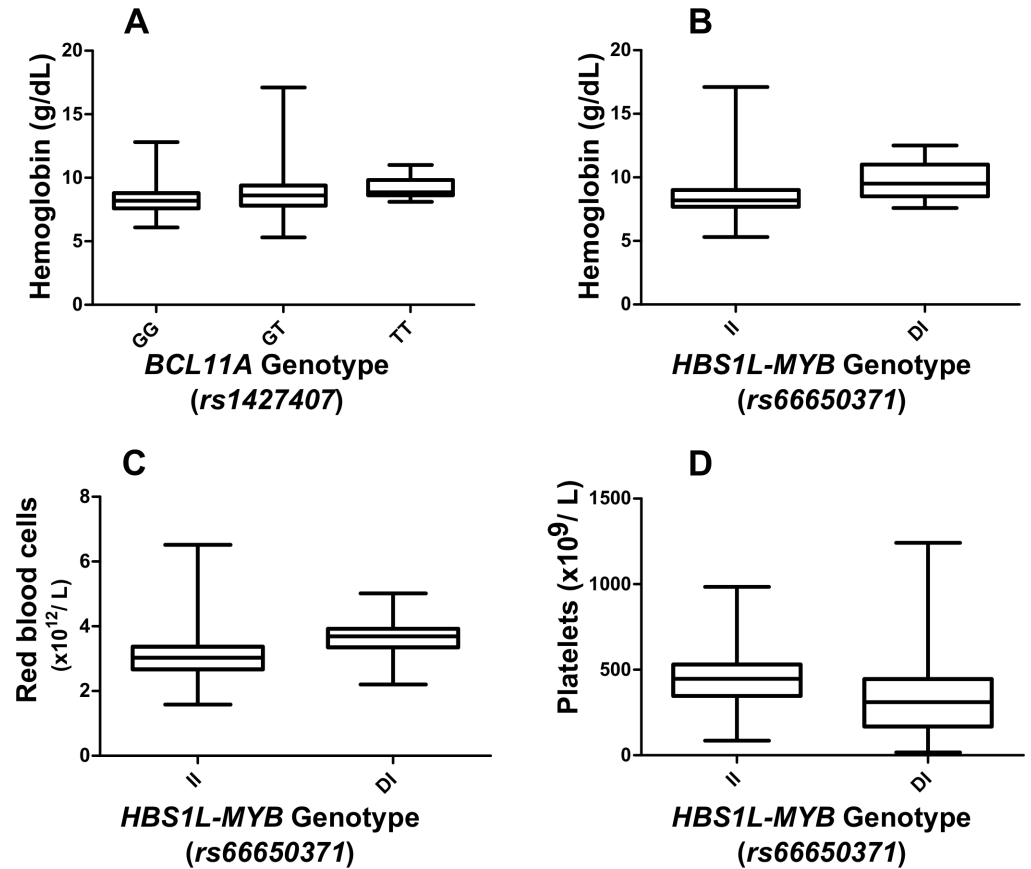 A
Hemoglobin (g/dL)
20
15
10
5
0
GG
GT
TT
BCL11A Genotype
(rs1427407)
B
Hemoglobin (g/dL)
20
15
10
5
0
II
DI
HBS1L-MYB Genotype
(rs66650371)
C
Red blood cells
(x10¹²/ L)
8
6
4
2
0
II
DI
HBS1L-MYB Genotype
(rs66650371)
D
Platelets (x10⁹/ L)
1500
1000
500
0
II
DI
HBS1L-MYB Genotype
(rs66650371)